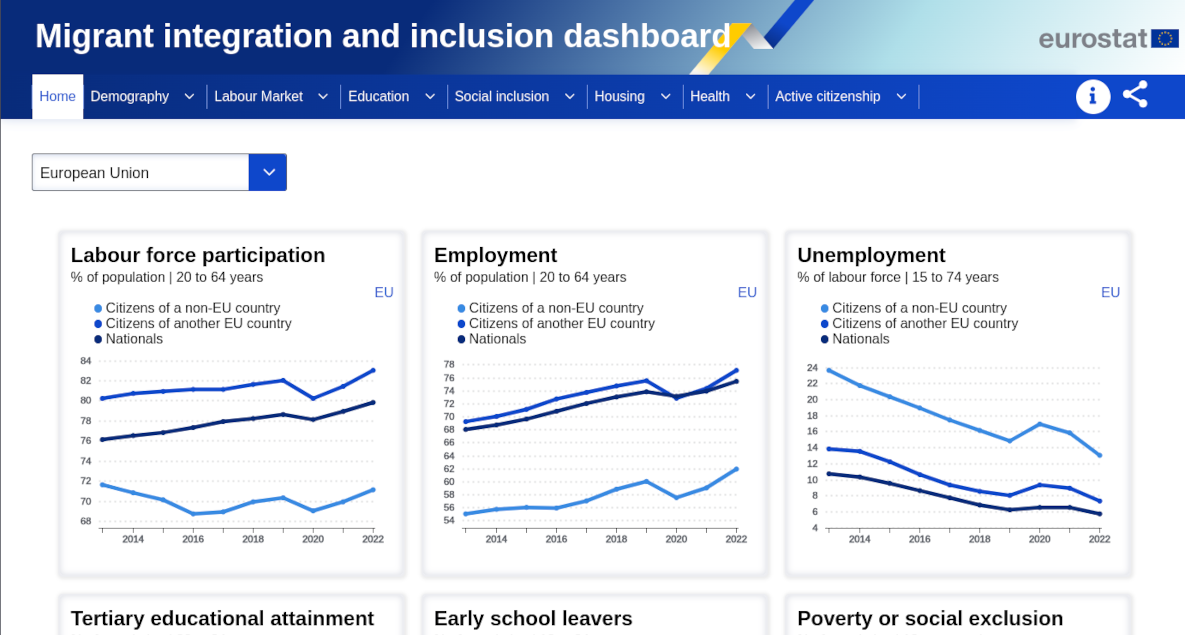 Migrant integration and inclusion dashboard
eurostat
Home Demography Labour Market Education Social inclusion Housing Health Active citizenship
European Union
Labour force participation
% of population | 20 to 64 years
EU
Citizens of a non-EU country
Citizens of another EU country
Nationals
84
82
80
78
76
74
72
70
68
2014 2016 2018 2020 2022
Employment
% of population | 20 to 64 years
EU
Citizens of a non-EU country
Citizens of another EU country
Nationals
78
76
74
72
70
68
66
64
62
60
58
56
54
2014 2016 2018 2020 2022
Unemployment
% of labour force | 15 to 74 years
EU
Citizens of a non-EU country
Citizens of another EU country
Nationals
24
22
20
18
16
14
12
10
8
6
4
2014 2016 2018 2020 2022
Tertiary educational attainment
Early school leavers
Poverty or social exclusion